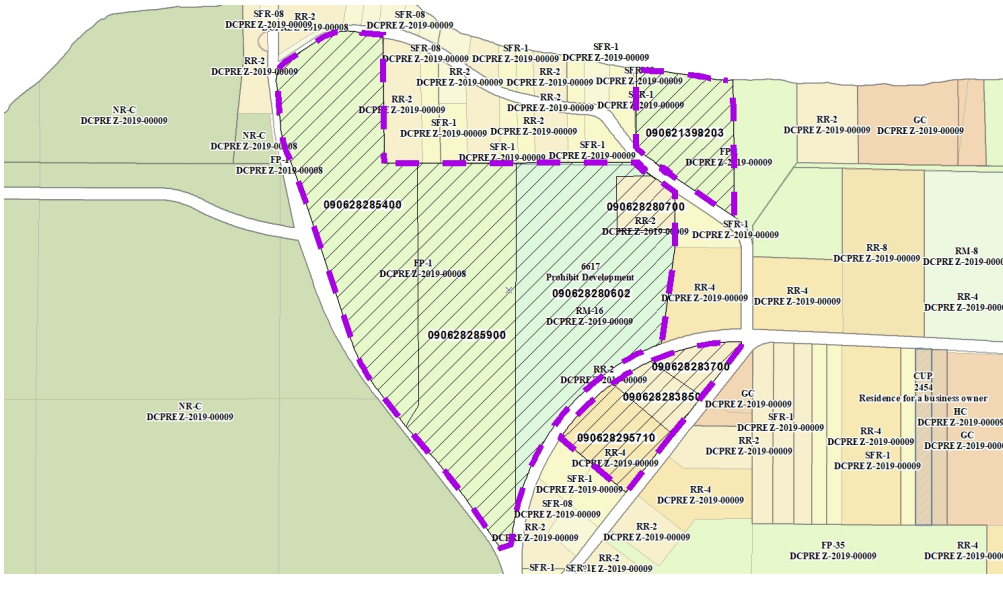 SFR-08
DCPREZ-2019-00009
RR-2
DCPREZ-2019-00008
SFR-08
DCPREZ-2019-00009
RR-2
DCPREZ-2019-00009
SFR-08
DCPREZ-2019-00009
SFR-1
DCPREZ-2019-00009
SFR-1
DCPREZ-2019-00009
RR-2
DCPREZ-2019-00009
RR-2
DCPREZ-2019-00009
DCPREZ-2019-00009
SFR-1
DCPREZ-2019-00009
NR-C
DCPREZ-2019-00009
RR-2
DCPREZ-2019-00009
RR-2
DCPREZ-2019-00009
SFR-1
DCPREZ-2019-00009
RR-2
DCPREZ-2019-00009
090621398203
RR-2
DCPREZ-2019-00009
GC
DCPREZ-2019-00009
NR-C
DCPREZ-2019-00008
FP-1
DCPREZ-2019-00008
SFR-1
DCPREZ-2019-00009
SFR-1
DCPREZ-2019-00009
FP-
DCPREZ-2019-00009
090628285400
090628280700
RR-2
DCPREZ-2019-00009
SFR-1
DCPREZ-2019-00009
FP-1
DCPREZ-2019-00008
6617
Prohibit Development
090628280602
RM-16
DCPREZ-2019-00009
RR-8
DCPREZ-2019-00009
RM-8
DCPREZ-2019-0000
RR-4
DCPREZ-2019-00009
RR-4
DCPREZ-2019-00009
RR-4
DCPREZ-2019-0000
090628285900
RR-2
DCPREZ-2019-00009
090628283700
090628283850
GC
DCPREZ-2019-00009
CUP
2454
Residence for a business owner
NR-C
DCPREZ-2019-00009
SFR-1
DCPREZ-2019-00009
HC
DCPREZ-2019-0000
090628295710
RR-2
DCPREZ-2019-00009
RR-4
DCPREZ-2019-00009
GC
DCPREZ-2019-0000
RR-4
DCPREZ-2019-00009
SFR-1
DCPREZ-2019-00009
SFR-1
DCPREZ-2019-00009
RR-4
DCPREZ-2019-00009
SFR-08
DCPREZ-2019-00009
RR-2
DCPREZ-2019-00009
RR-2
DCPREZ-2019-00009
FP-35
DCPREZ-2019-00009
RR-4
DCPREZ-2019-0000
RR-2
DCPREZ-2019-00009
SFR-1
SFR-1